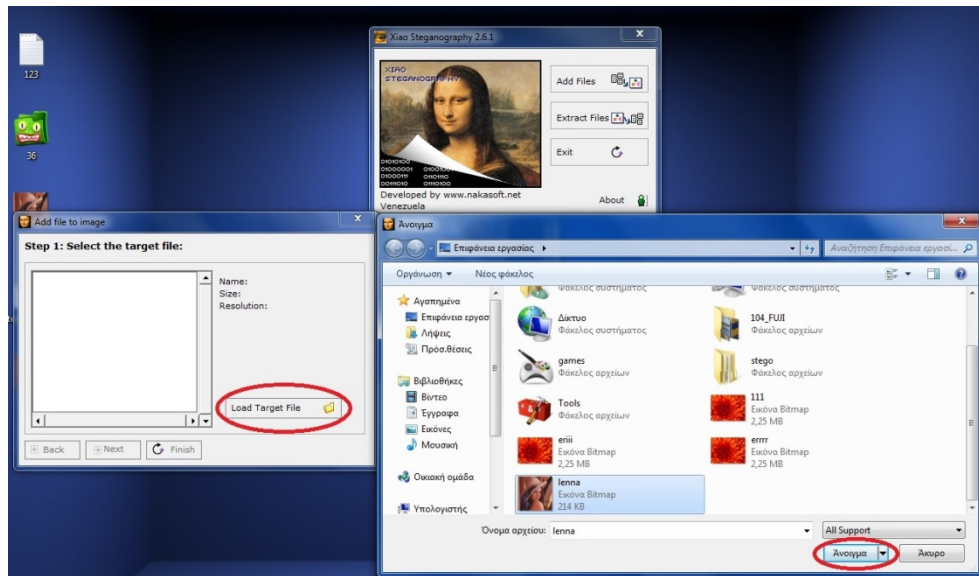 123
36
Xiao Steganography 2.6.1
XIAO
STEGANOGRAPHY
Add Files
Extract Files
Exit
Developed by www.nakasoft.net
Venezuela
About
Add file to image
Step 1: Select the target file:
Name:
Size:
Resolution:
Load Target File
Back
Next
Finish
Άνοιγμα
Επιφάνεια εργασίας
Αναζήτηση Επιφάνεια εργασί...
Οργάνωση
Νέος φάκελος
Αγαπημένα
Επιφάνεια εργασ
Λήψεις
Πρόσ.θέσεις
Βιβλιοθήκες
Βίντεο
Έγγραφα
Εικόνες
Μουσική
Οικιακή ομάδα
Υπολογιστής
Φάκελος συστήματος
Φάκελος συστήματος
Δίκτυο
Φάκελος συστήματος
104_FUJI
Φάκελος αρχείων
games
Φάκελος αρχείων
stego
Φάκελος αρχείων
Tools
Φάκελος αρχείων
111
Εικόνα Bitmap
2,25 MB
eriii
Εικόνα Bitmap
2,25 MB
errrr
Εικόνα Bitmap
2,25 MB
lenna
Εικόνα Bitmap
214 KB
Όνομα αρχείου:
lenna
All Support
Άνοιγμα
Άκυρο